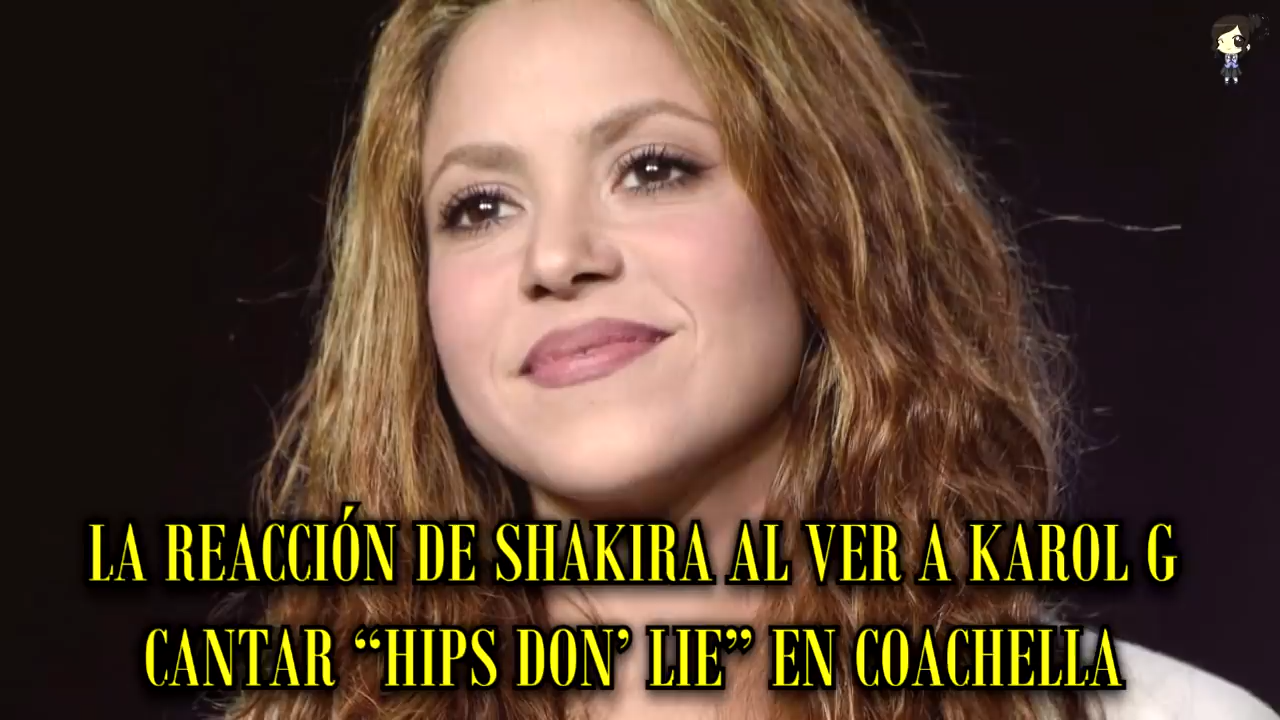 LA REACCIÓN DE SHAKIRA AL VER A KAROL G
CANTAR “HIPS DON’ LIE” EN COACHELLA